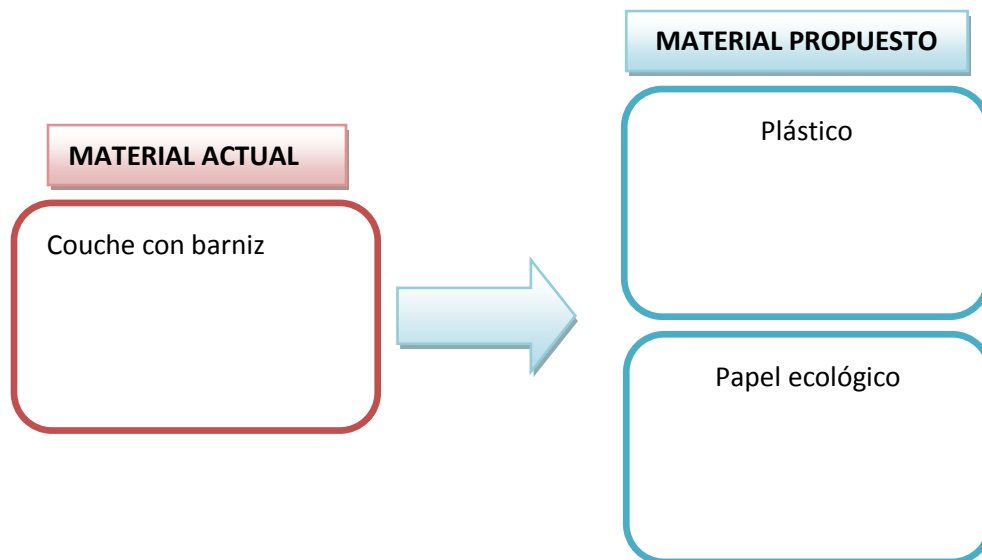 MATERIAL ACTUAL
Couche con barniz
MATERIAL PROPUESTO
Plástico
Papel ecológico